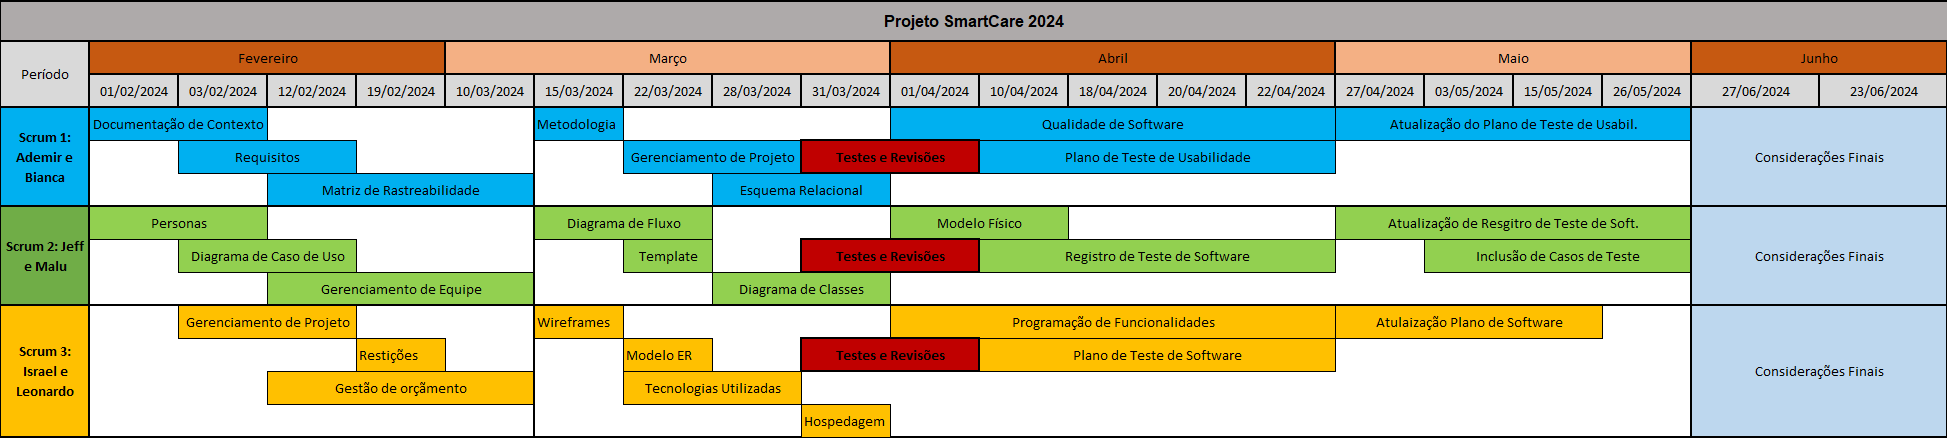 Projeto SmartCare 2024
Período
Fevereiro Março Abril Maio Junho
01/02/2024 03/02/2024 12/02/2024 19/02/2024 10/03/2024 15/03/2024 22/03/2024 28/03/2024 31/03/2024 01/04/2024 10/04/2024 18/04/2024 20/04/2024 22/04/2024 27/04/2024 03/05/2024 15/05/2024 26/05/2024 27/06/2024 23/06/2024
Scrum 1:
Ademir e
Bianca
Documentação de Contexto Metodologia Qualidade de Software Atualização do Plano de Teste de Usabil.
Requisitos Gerenciamento de Projeto Testes e Revisões Plano de Teste de Usabilidade Considerações Finais
Matriz de Rastreabilidade Esquema Relacional
Scrum 2: Jeff
e Malu
Personas Diagrama de Fluxo Modelo Físico Atualização de Resgitro de Teste de Soft.
Diagrama de Caso de Uso Template Testes e Revisões Registro de Teste de Software Inclusão de Casos de Teste Considerações Finais
Gerenciamento de Equipe Diagrama de Classes
Scrum 3:
Israel e
Leonardo
Gerenciamento de Projeto Wireframes Programação de Funcionalidades Atulaização Plano de Software
Restições Modelo ER Testes e Revisões Plano de Teste de Software Considerações Finais
Gestão de orçãmento Tecnologias Utilizadas
Hospedagem